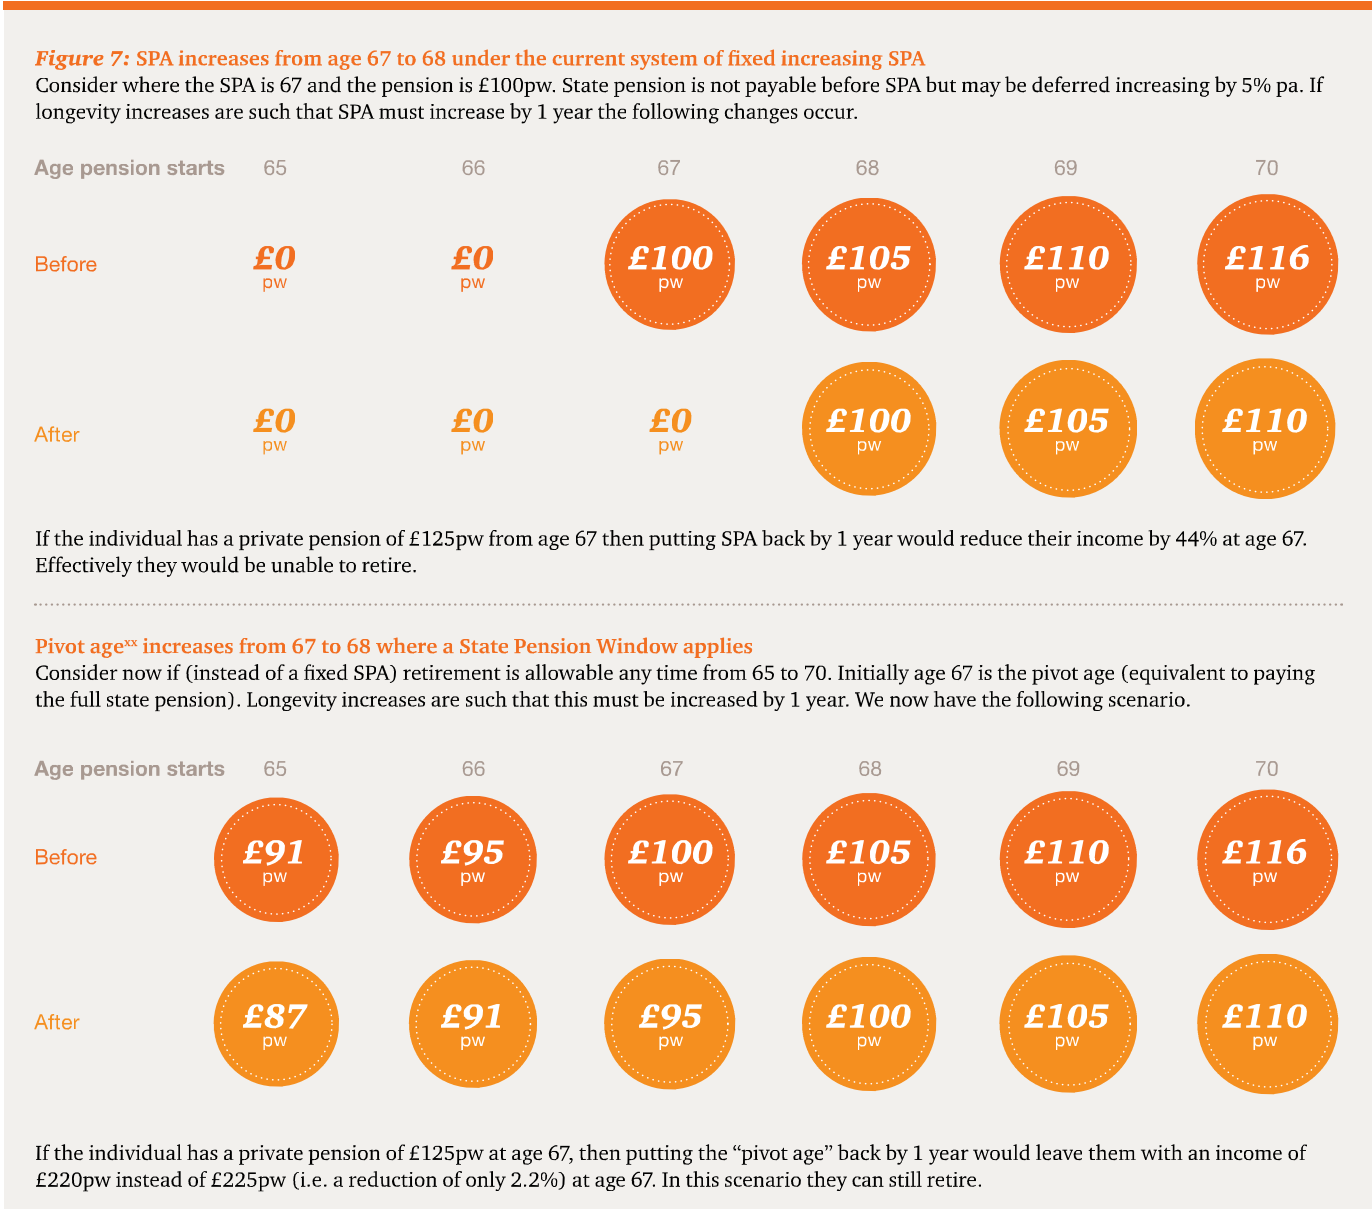 Figure 7: SPA increases from age 67 to 68 under the current system of fixed increasing SPA
Consider where the SPA is 67 and the pension is £100pw. State pension is not payable before SPA but may be deferred increasing by 5% pa. If
longevity increases are such that SPA must increase by 1 year the following changes occur.
Age pension starts 65 66 67 68 69 70
Before £0 pw £0 pw £100 pw £105 pw £110 pw £116 pw
After £0 pw £0 pw £0 pw £100 pw £105 pw £110 pw
If the individual has a private pension of £125pw from age 67 then putting SPA back by 1 year would reduce their income by 44% at age 67.
Effectively they would be unable to retire.
Pivot agexx increases from 67 to 68 where a State Pension Window applies
Consider now if (instead of a fixed SPA) retirement is allowable any time from 65 to 70. Initially age 67 is the pivot age (equivalent to paying
the full state pension). Longevity increases are such that this must be increased by 1 year. We now have the following scenario.
Age pension starts 65 66 67 68 69 70
Before £91 pw £95 pw £100 pw £105 pw £110 pw £116 pw
After £87 pw £91 pw £95 pw £100 pw £105 pw £110 pw
If the individual has a private pension of £125pw at age 67, then putting the “pivot age” back by 1 year would leave them with an income of
£220pw instead of £225pw (i.e. a reduction of only 2.2%) at age 67. In this scenario they can still retire.